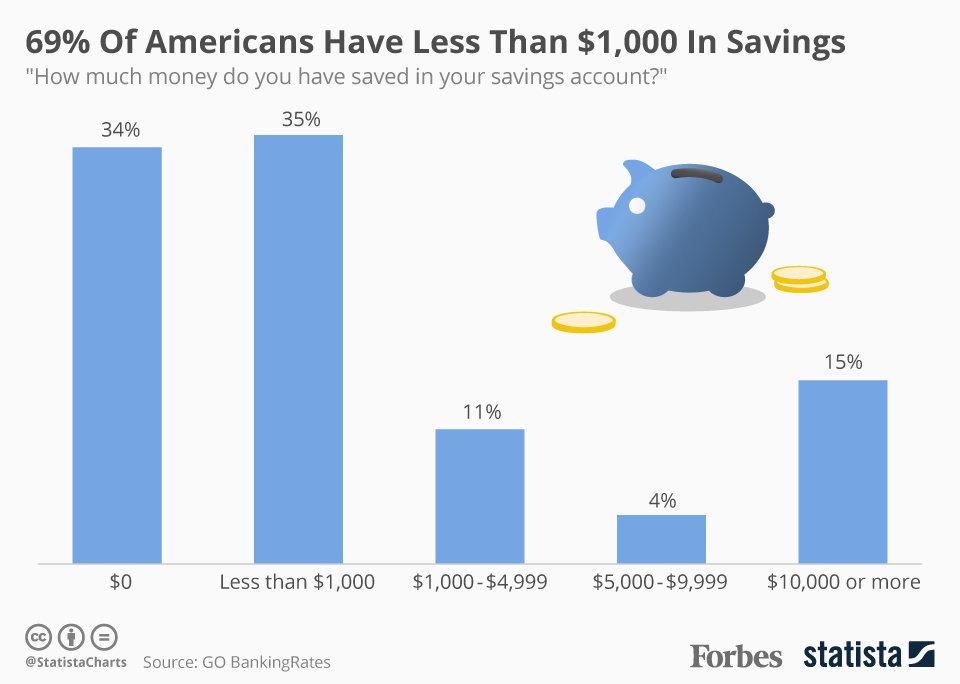 69% Of Americans Have Less Than $1,000 In Savings
"How much money do you have saved in your savings account?"
34%
35%
11%
4%
15%
$0
Less than $1,000
$1,000-$4,999
$5,000-$9,999
$10,000 or more
cc
@StatistaCharts
Source: GO BankingRates
Forbes
statista